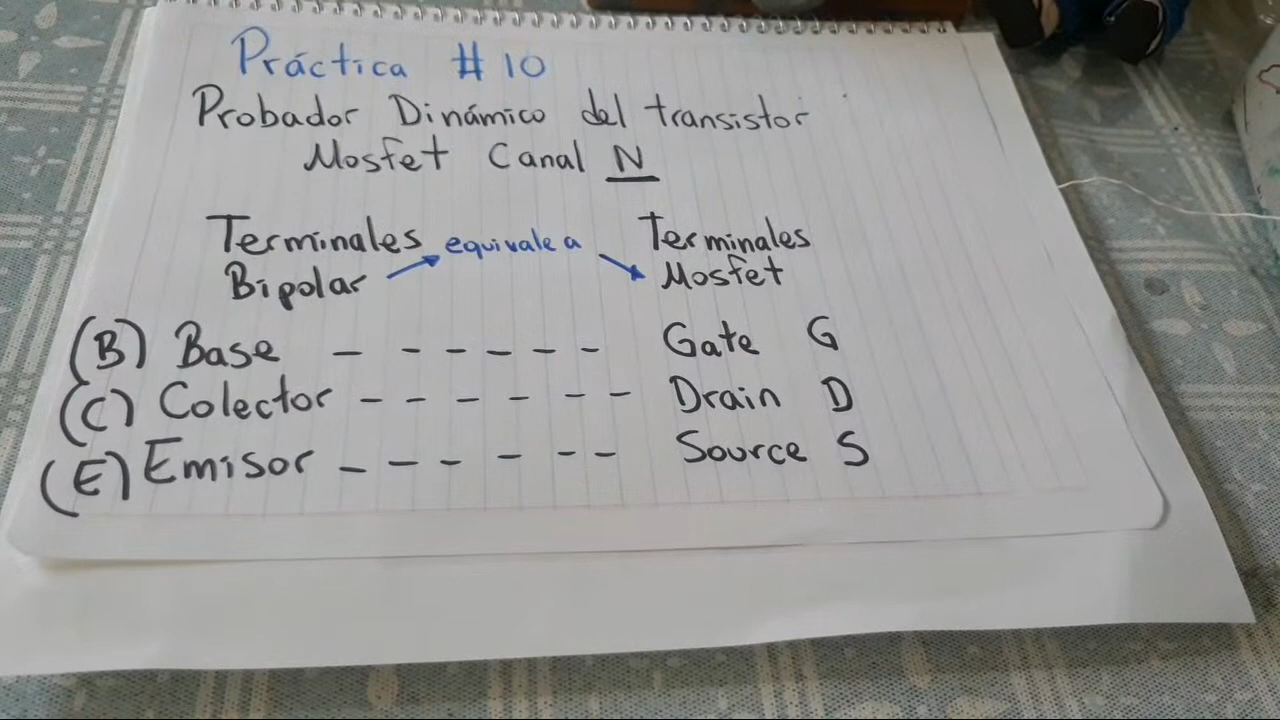 Práctica # 10
Probador Dinámico del transistor
Mosfet Canal N
Terminales equivale a Terminales
Bipolar Mosfet
(B) Base - - - - - - Gate G
(C) Colector - - - - - - Drain D
(E) Emisor - - - - - - Source S